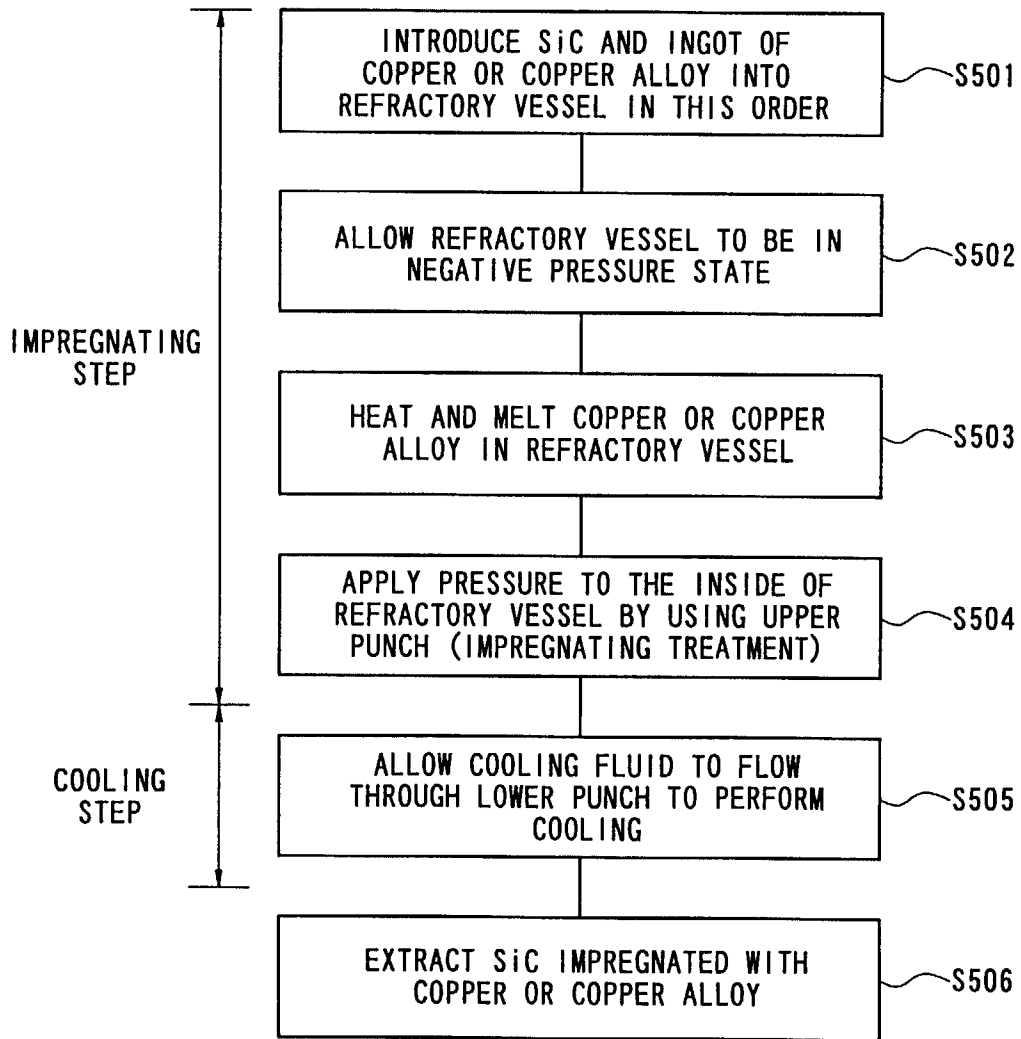 INTRODUCE SiC AND INGOT OF
COPPER OR COPPER ALLOY INTO
REFRACTORY VESSEL IN THIS ORDER
S501
ALLOW REFRACTORY VESSEL TO BE IN
NEGATIVE PRESSURE STATE
S502
IMPREGNATING
STEP
HEAT AND MELT COPPER OR COPPER
ALLOY IN REFRACTORY VESSEL
S503
APPLY PRESSURE TO THE INSIDE OF
REFRACTORY VESSEL BY USING UPPER
PUNCH (IMPREGNATING TREATMENT)
S504
COOLING
STEP
ALLOW COOLING FLUID TO FLOW
THROUGH LOWER PUNCH TO PERFORM
COOLING
S505
EXTRACT SiC IMPREGNATED WITH
COPPER OR COPPER ALLOY
S506